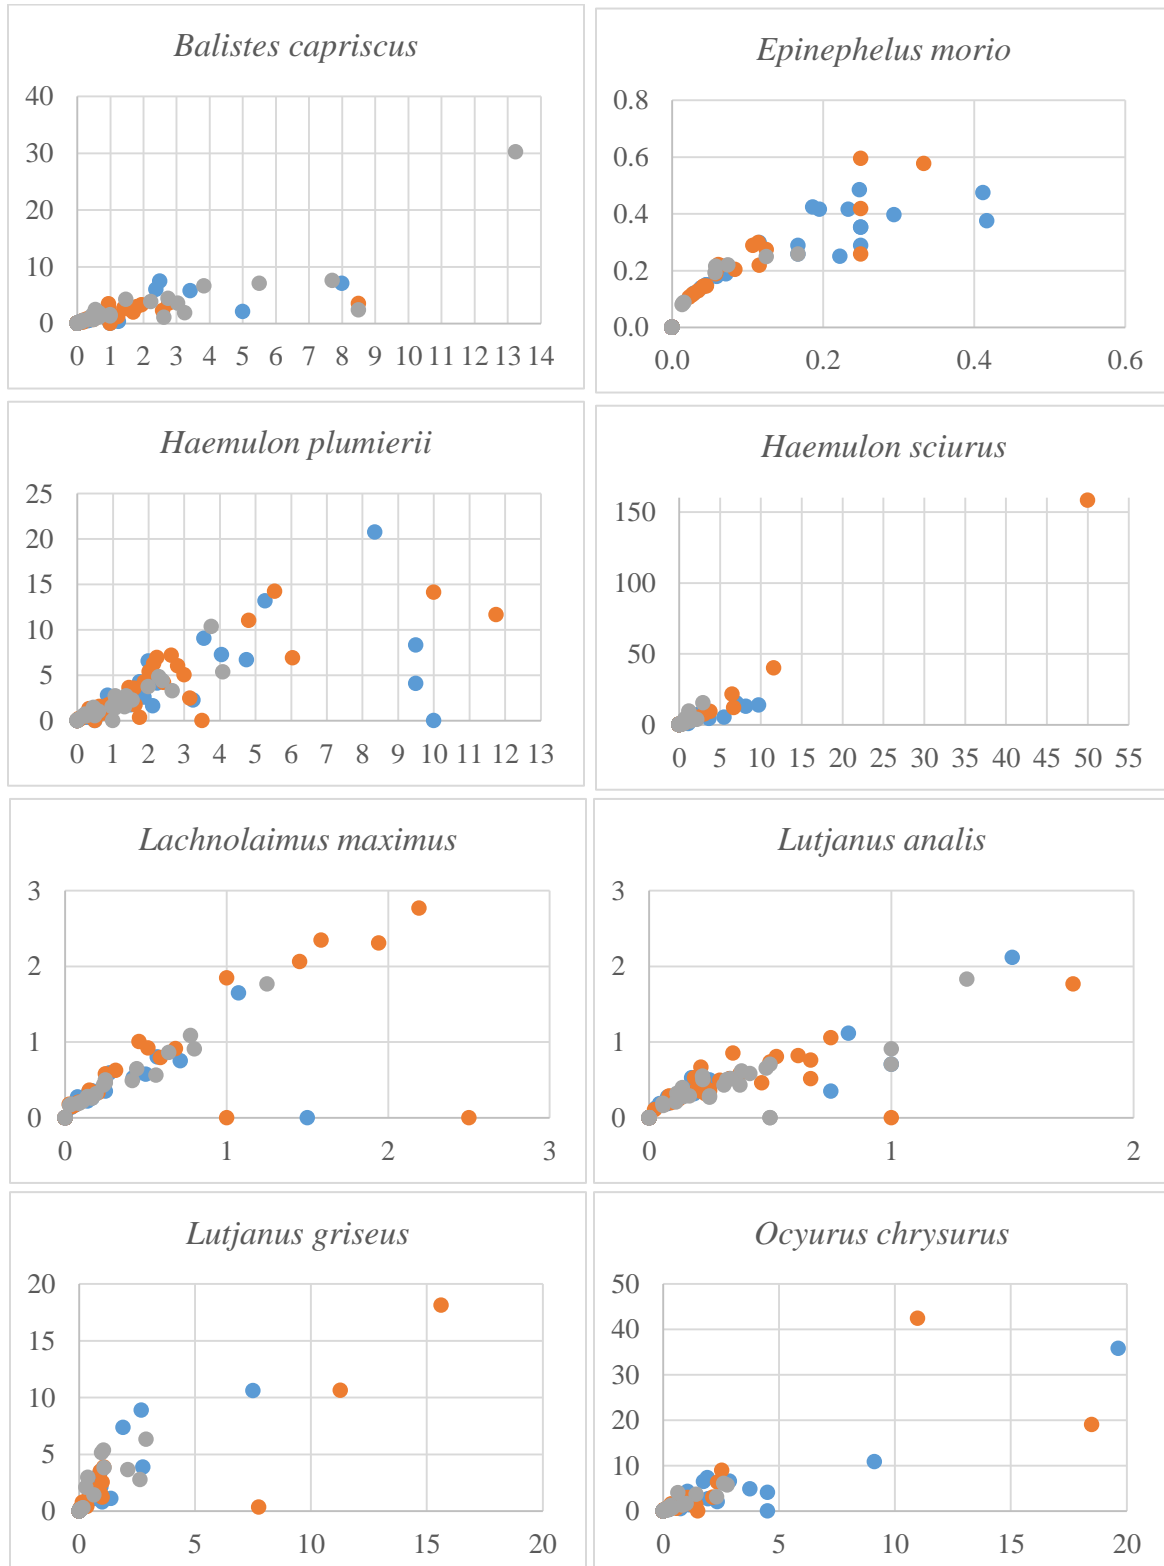 Balistes capriscus
40
30
20
10
0
0 1 2 3 4 5 6 7 8 9 10 11 12 13 14
Epinephelus morio
0.8
0.6
0.4
0.2
0.0
0.0 0.2 0.4 0.6
Haemulon plumierii
25
20
15
10
5
0
0 1 2 3 4 5 6 7 8 9 10 11 12 13
Haemulon sciurus
150
100
50
0
0 5 10 15 20 25 30 35 40 45 50 55
Lachnolaimus maximus
3
2
1
0
0 1 2 3
Lutjanus analis
3
2
1
0
0 1 2
Lutjanus griseus
20
15
10
5
0
0 5 10 15 20
Ocyurus chrysurus
50
40
30
20
10
0
0 5 10 15 20